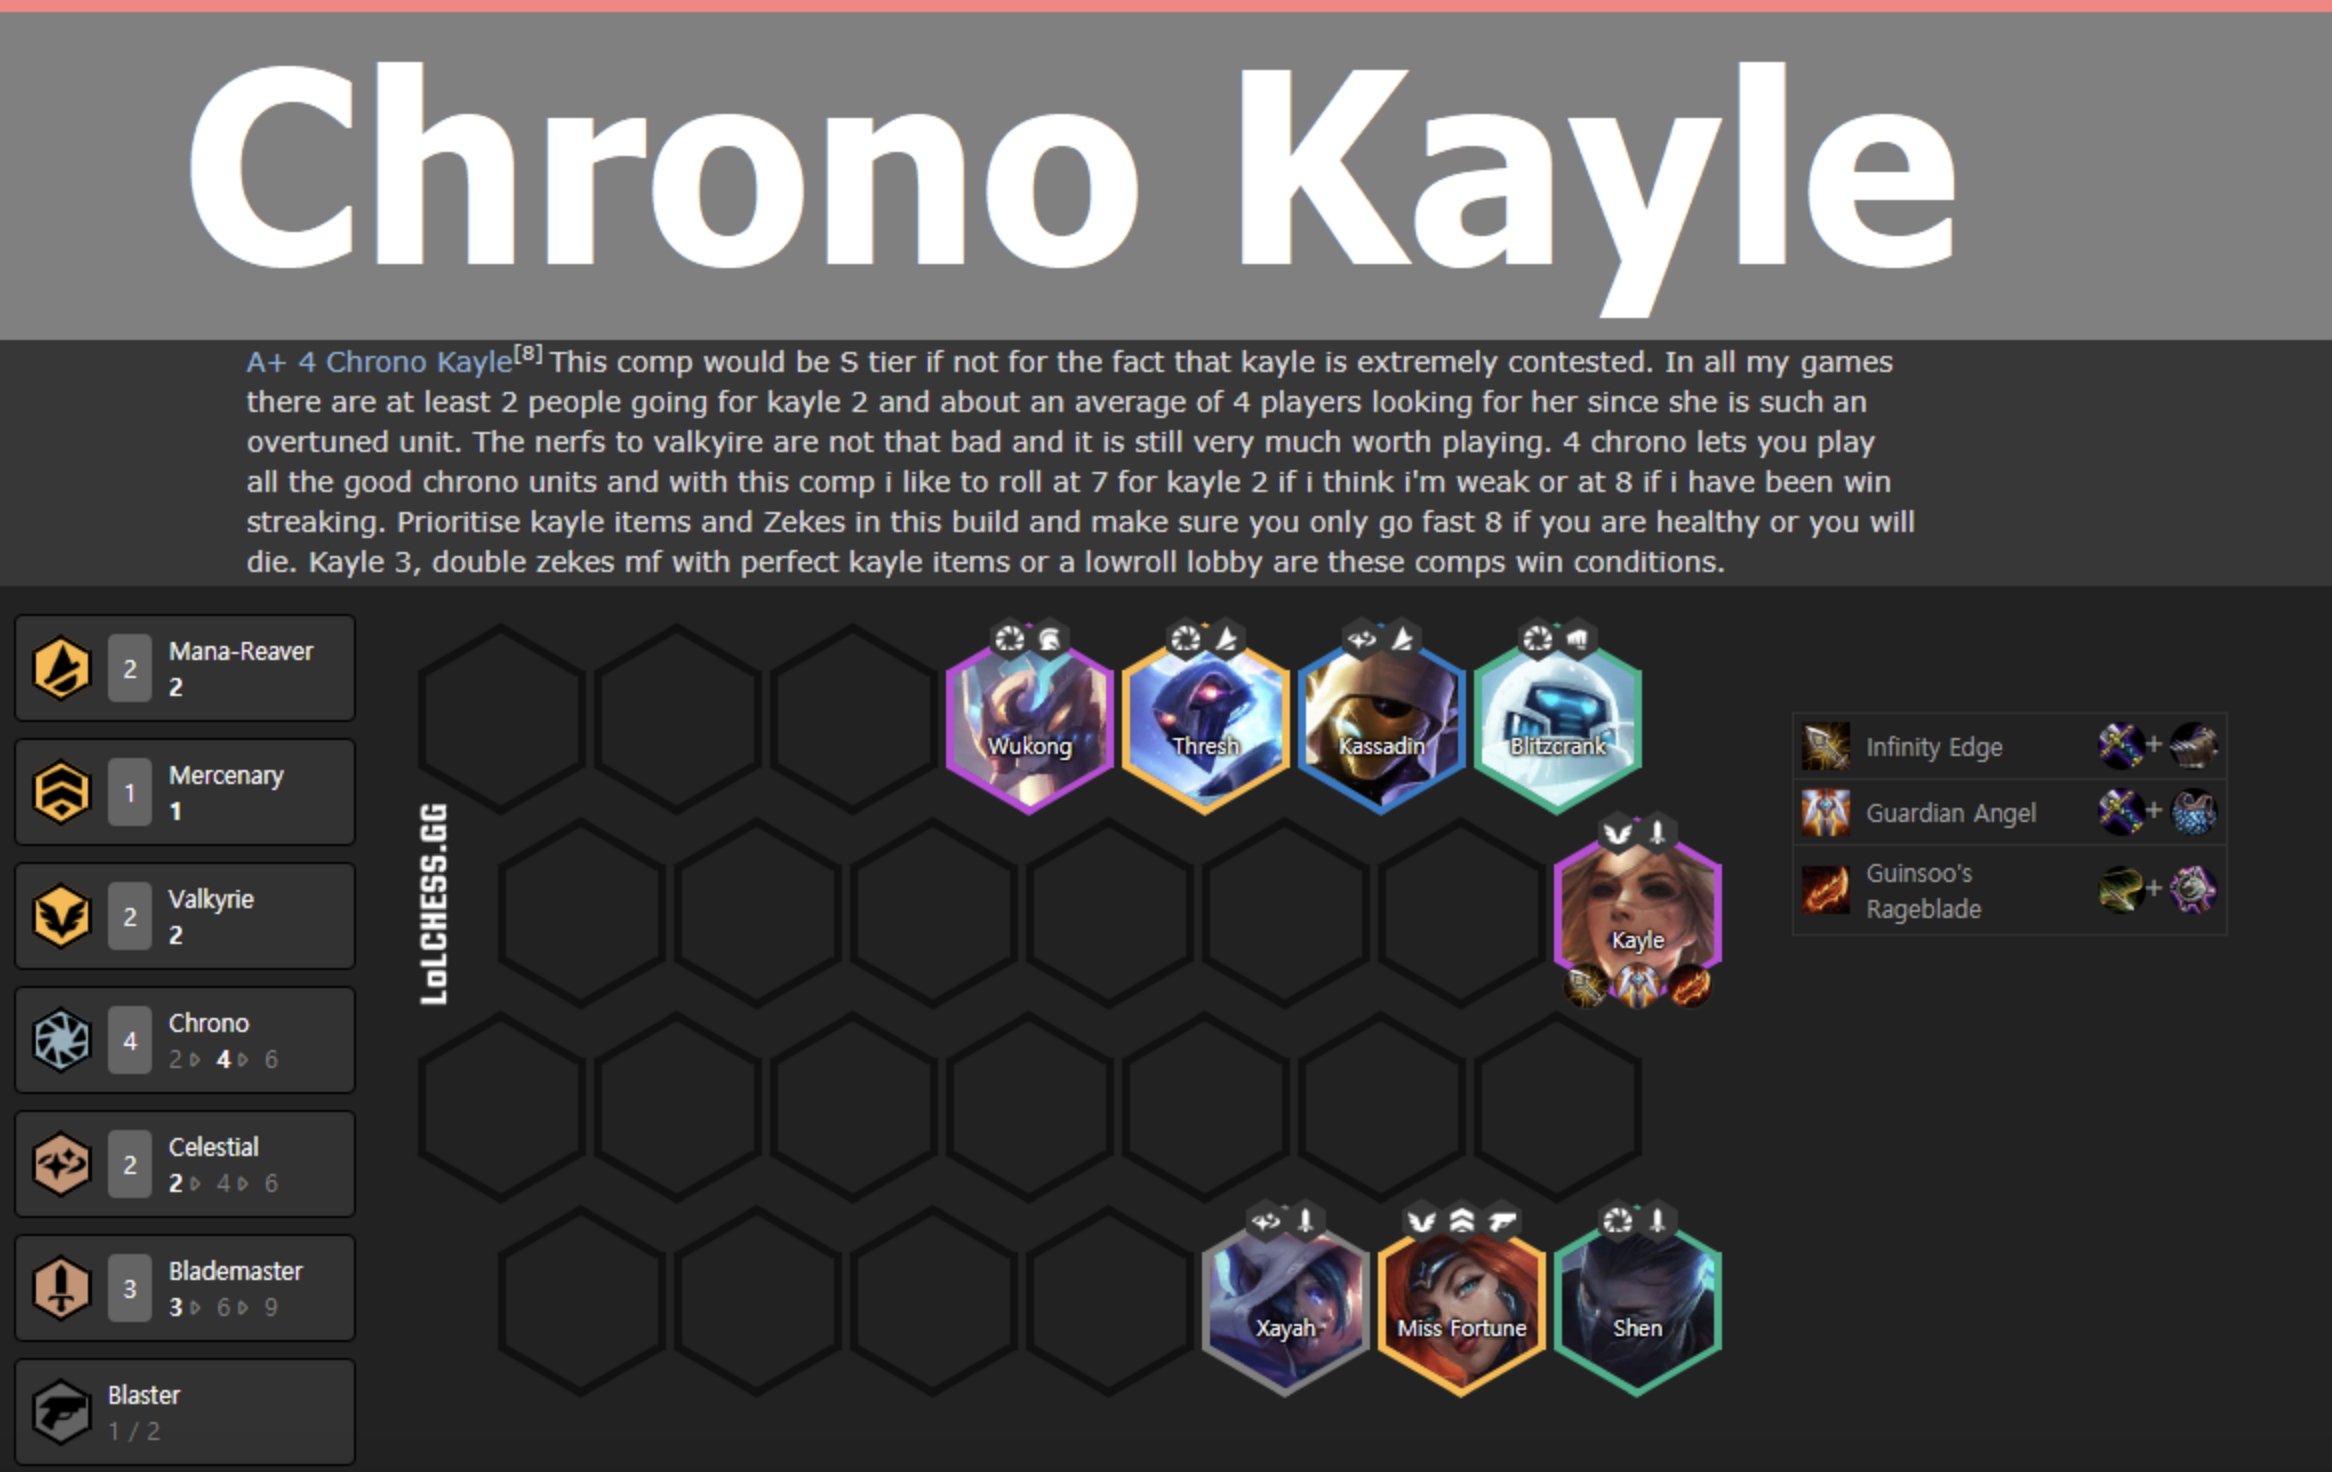 Chrono Kayle
A+ 4 Chrono Kayle[8] This comp would be S tier if not for the fact that kayle is extremely contested. In all my games
there are at least 2 people going for kayle 2 and about an average of 4 players looking for her since she is such an
overtuned unit. The nerfs to valkyire are not that bad and it is still very much worth playing. 4 chrono lets you play
all the good chrono units and with this comp i like to roll at 7 for kayle 2 if i think i'm weak or at 8 if i have been win
streaking. Prioritise kayle items and Zekes in this build and make sure you only go fast 8 if you are healthy or you will
die. Kayle 3, double zekes mf with perfect kayle items or a lowroll lobby are these comps win conditions.
2 Mana-Reaver
2
1 Mercenary
1
2 Valkyrie
2
4 Chrono
2 4 6
2 Celestial
2 4 6
3 Blademaster
3 6 9
Blaster
1 / 2
LoLCHESS.GG
Wukong
Thresh
Kassadin
Blitzcrank
Kayle
Xayah
Miss Fortune
Shen
Infinity Edge +
Guardian Angel +
Guinsoo's
Rageblade +